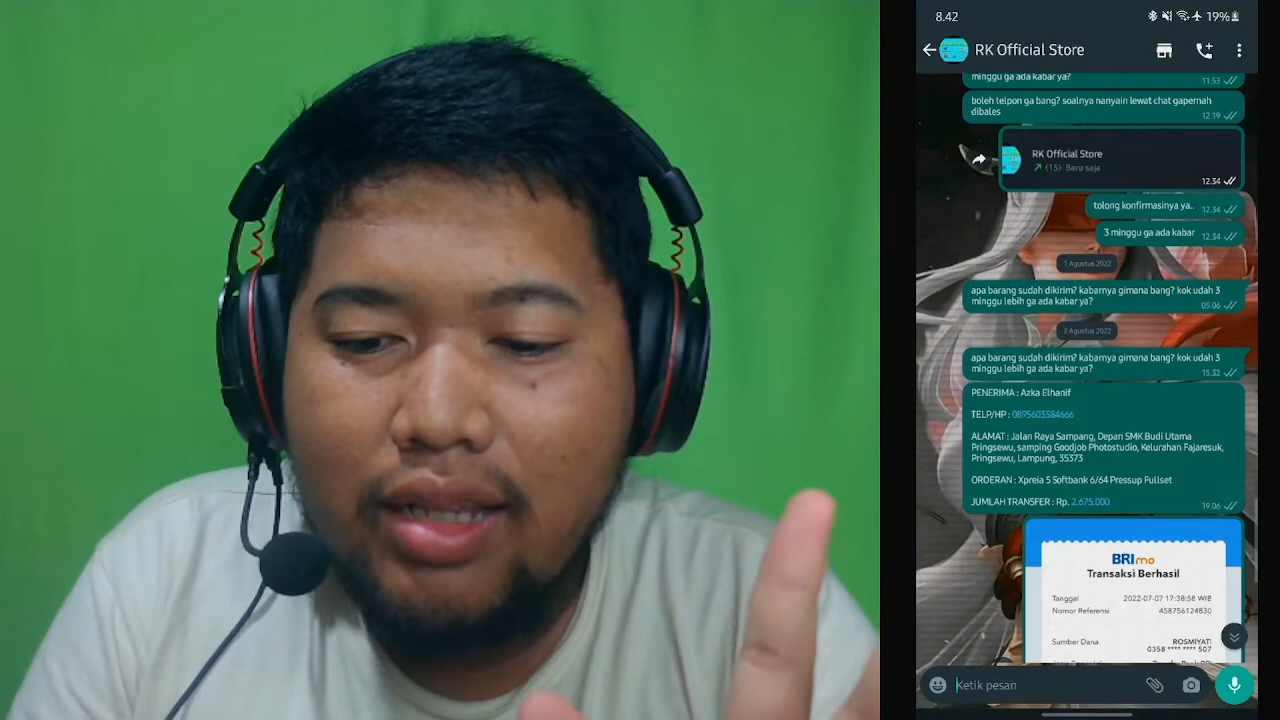 8.42
19%
RK Official Store
minggu ga ada kabar ya?
11.53
boleh telpon ga bang? soalnya nanyain lewat chat gapernah
dibales
12.19
RK Official Store
(15) Baru saja
12.34
tolong konfirmasinya ya..
12.34
3 minggu ga ada kabar
12.34
1 Agustus 2022
apa barang sudah dikirim? kabarnya gimana bang? kok udah 3
minggu lebih ga ada kabar ya?
05.06
2 Agustus 2022
apa barang sudah dikirim? kabarnya gimana bang? kok udah 3
minggu lebih ga ada kabar ya?
15.32
PENERIMA : Azka Elhanif
TELP/HP : 0895603584666
ALAMAT : Jalan Raya Sampang, Depan SMK Budi Utama
Pringsewu, samping Goodjob Photostudio, Kelurahan Fajaresuk,
Pringsewu, Lampung, 35373
ORDERAN : Xpreia 5 Softbank 6/64 Pressup Fullset
JUMLAH TRANSFER : Rp. 2.675.000
19.06
BRImo
Transaksi Berhasil
Tanggal 2022-07-07 17:38:58 WIB
Nomor Referensi 458756124830
Sumber Dana ROSMIYATI
0358 **** **** 507
Ketik pesan